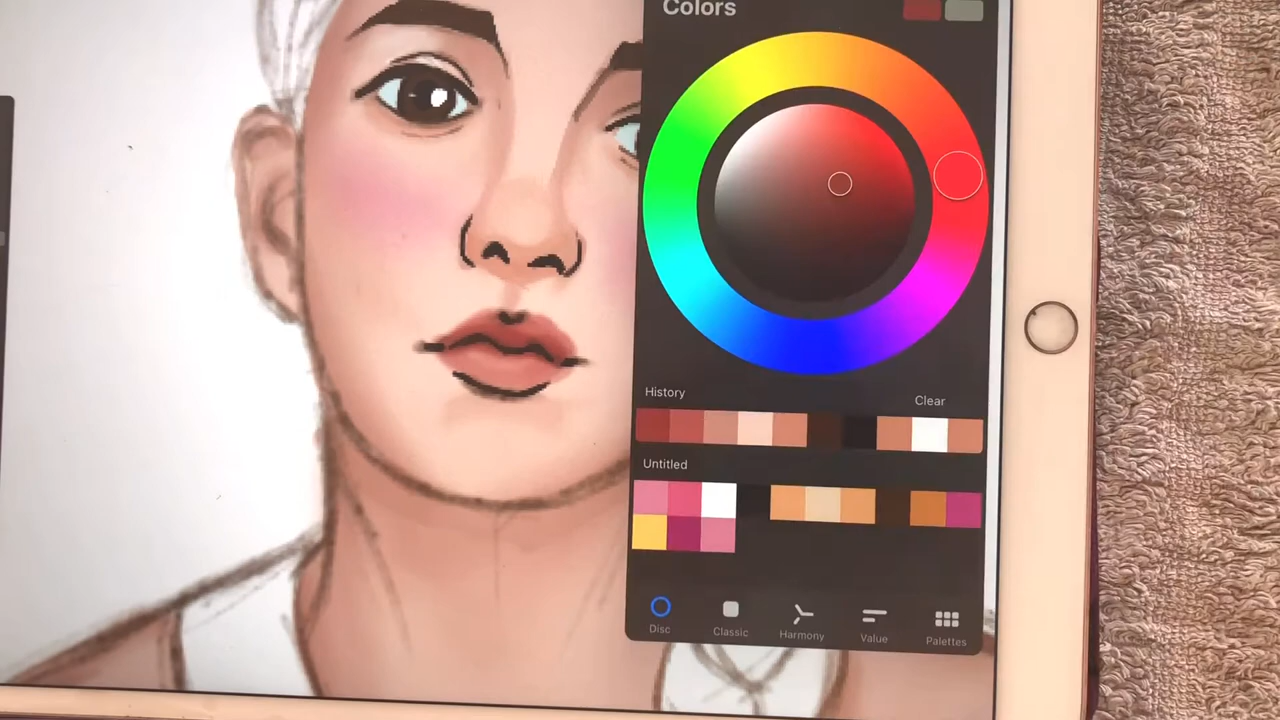 Colors
History
Clear
Untitled
Disc
Classic
Harmony
Value
Palettes